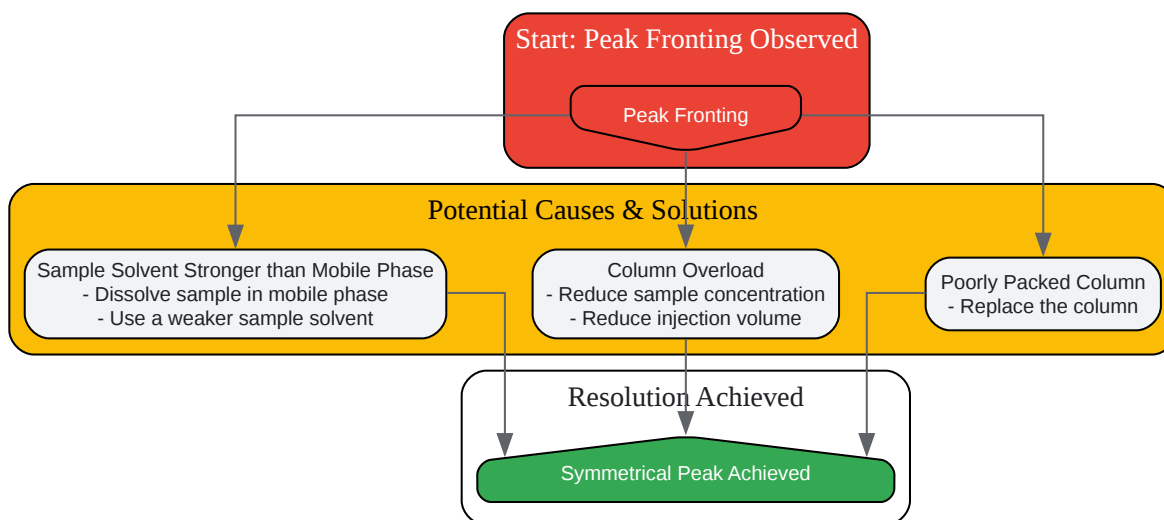 Start: Peak Fronting Observed
Peak Fronting
Potential Causes & Solutions
Sample Solvent Stronger than Mobile Phase
- Dissolve sample in mobile phase
- Use a weaker sample solvent
Column Overload
- Reduce sample concentration
- Reduce injection volume
Poorly Packed Column
- Replace the column
Resolution Achieved
Symmetrical Peak Achieved